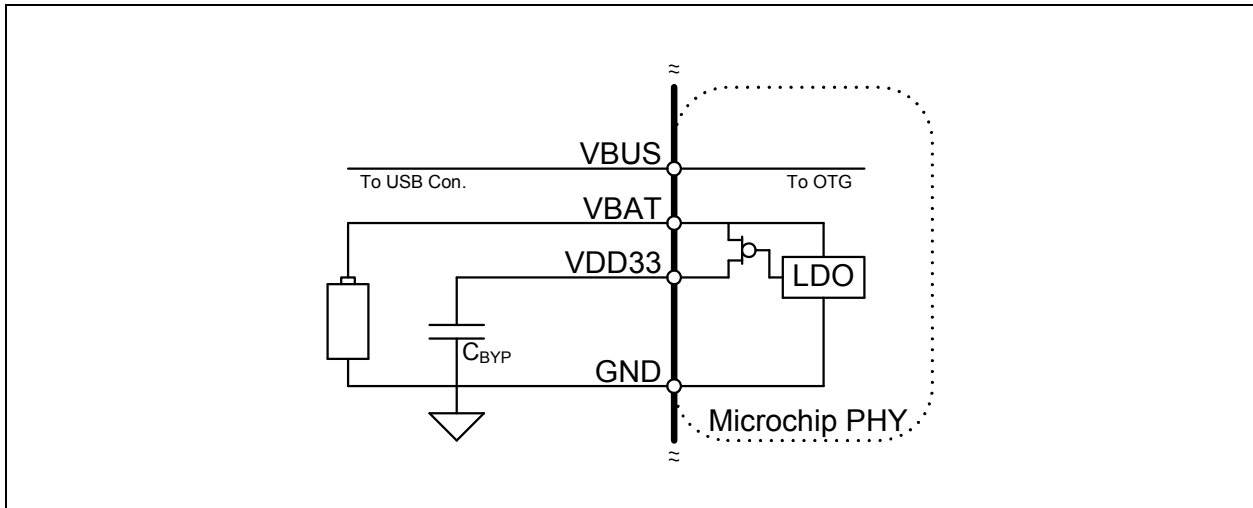 ≈
VBUS
To USB Con.
To OTG
VBAT
VDD33
LDO
CBYP
GND
Microchip PHY
≈